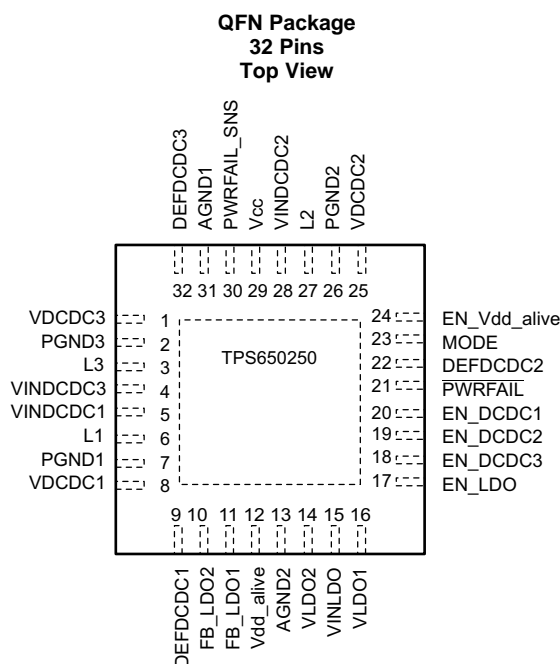 QFN Package
32 Pins
Top View
DEFDCDC3
AGND1
PWRFAIL_SNS
Vcc
VINDCDC2
L2
PGND2
VDCDC2
32 31 30 29 28 27 26 25
VDCDC3 1
PGND3 2
L3 3
VINDCDC3 4
VINDCDC1 5
L1 6
PGND1 7
VDCDC1 8
TPS650250
24 EN_Vdd_alive
23 MODE
22 DEFDCDC2
21 PWRFAIL
20 EN_DCDC1
19 EN_DCDC2
18 EN_DCDC3
17 EN_LDO
9 10 11 12 13 14 15 16
DEFDCDC1
FB_LDO2
FB_LDO1
Vdd_alive
AGND2
VLDO2
VINLDO
VLDO1